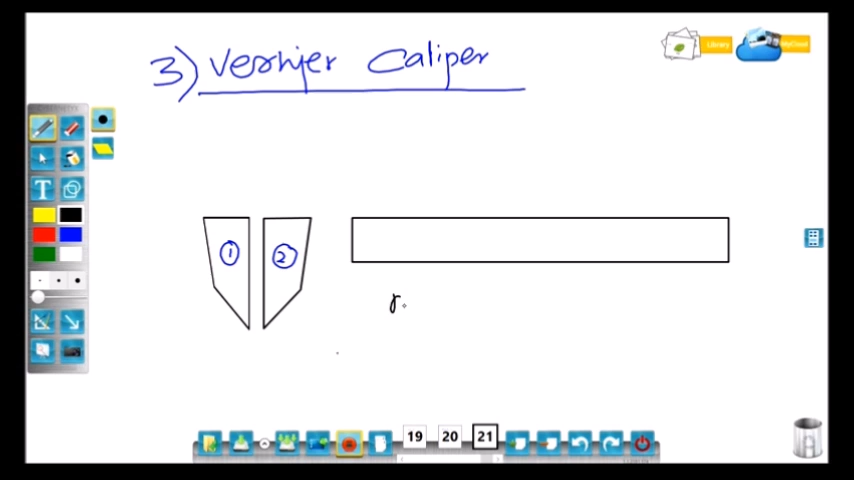 3) Vernier Caliper
Library
MyCloud
① ②
r
T
19 20 21